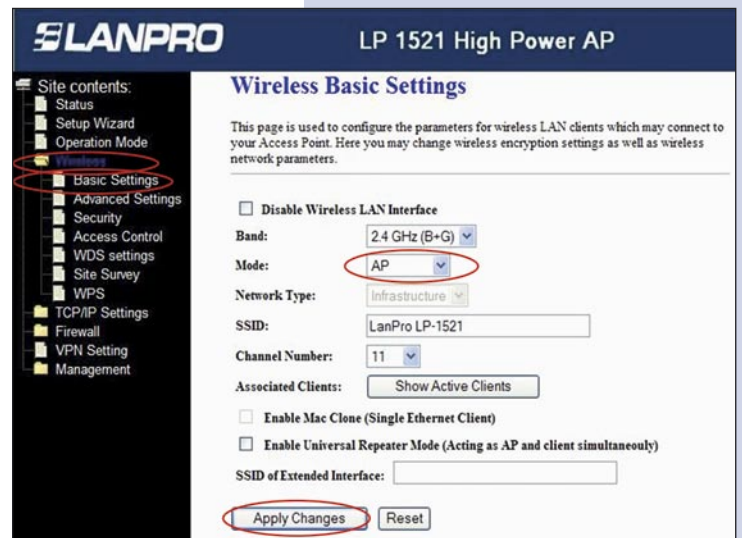 LANPRO
LP 1521 High Power AP
Site contents:
Status
Setup Wizard
Operation Mode
Wireless
Basic Settings
Advanced Settings
Security
Access Control
WDS settings
Site Survey
WPS
TCP/IP Settings
Firewall
VPN Setting
Management
Wireless Basic Settings
This page is used to configure the parameters for wireless LAN clients which may connect to
your Access Point. Here you may change wireless encryption settings as well as wireless
network parameters.
Disable Wireless LAN Interface
Band: 2.4 GHz (B+G)
Mode: AP
Network Type: Infrastructure
SSID: LanPro LP-1521
Channel Number: 11
Associated Clients: Show Active Clients
Enable Mac Clone (Single Ethernet Client)
Enable Universal Repeater Mode (Acting as AP and client simultaneouly)
SSID of Extended Interface:
Apply Changes Reset